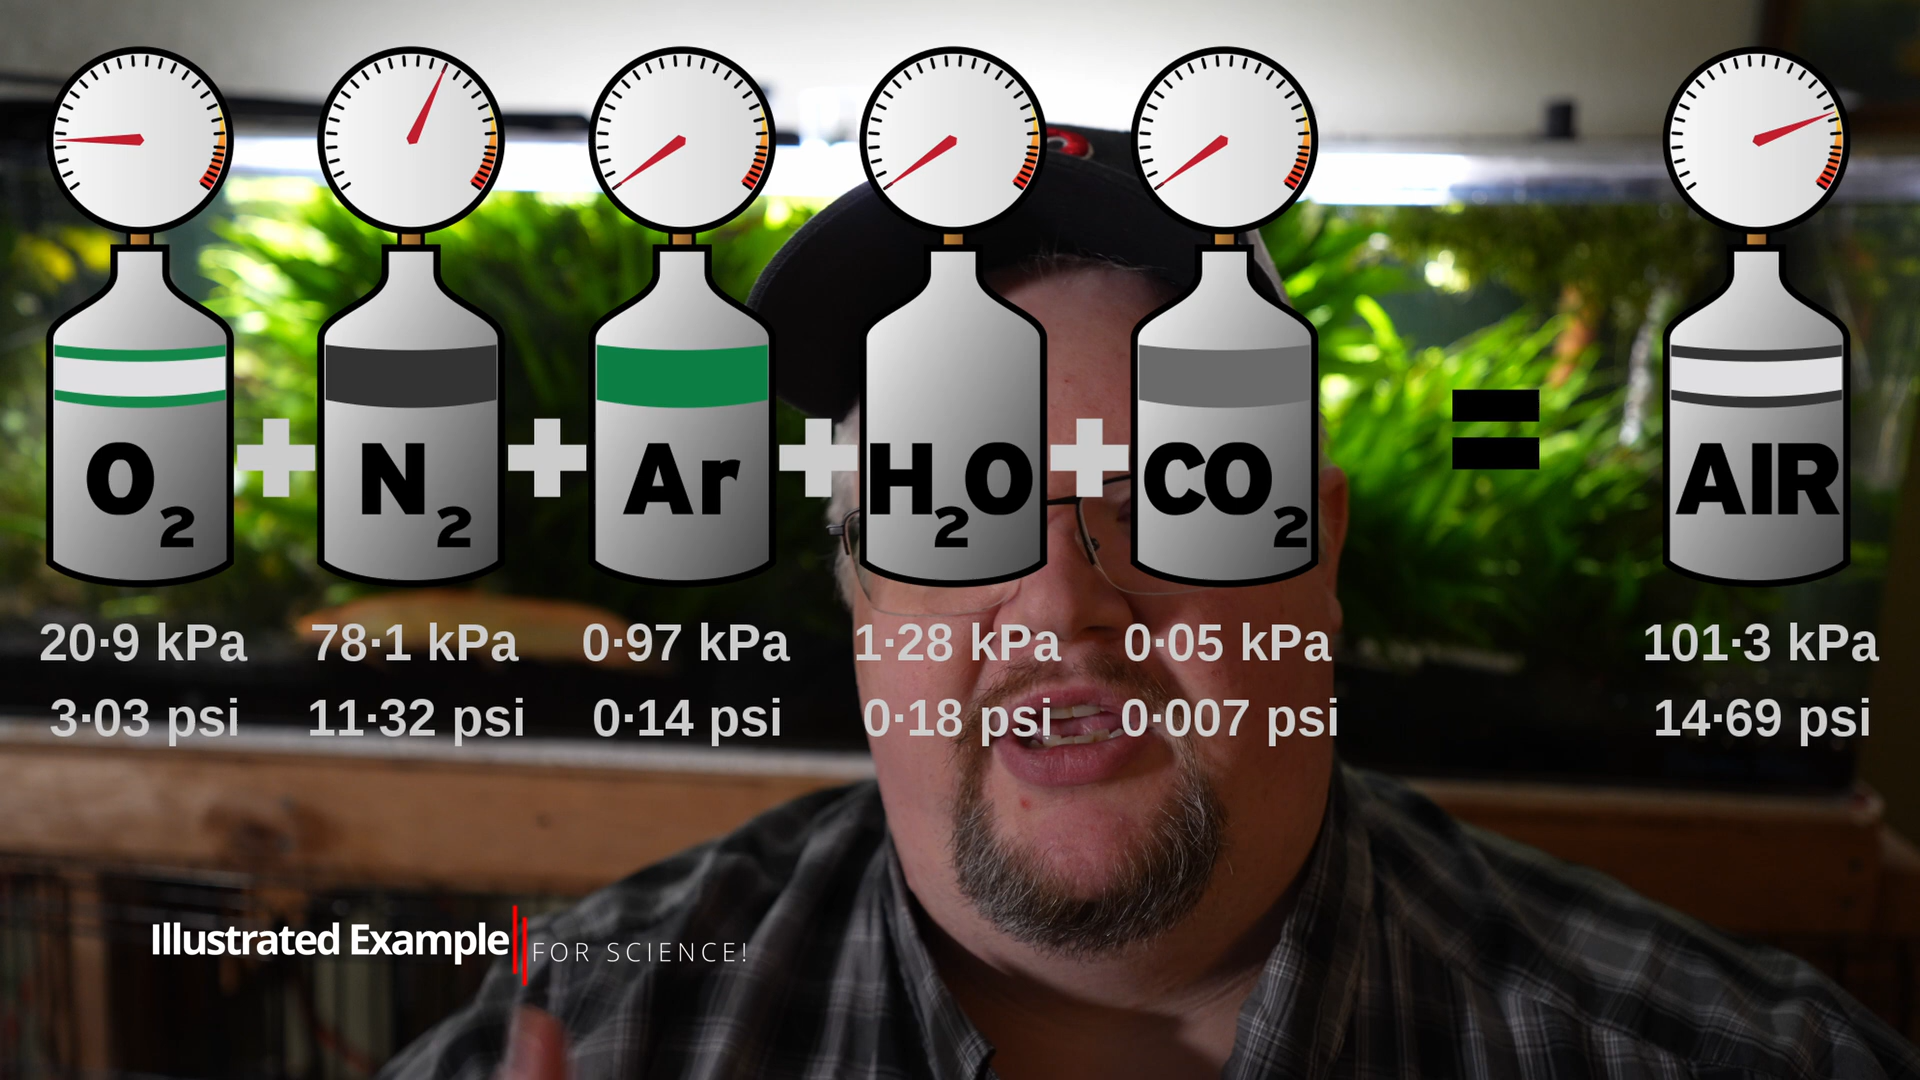 O2 + N2 + Ar + H2O + CO2 = AIR
20·9 kPa 78·1 kPa 0·97 kPa 1·28 kPa 0·05 kPa 101·3 kPa
3·03 psi 11·32 psi 0·14 psi 0·18 psi 0·007 psi 14·69 psi
Illustrated Example FOR SCIENCE!